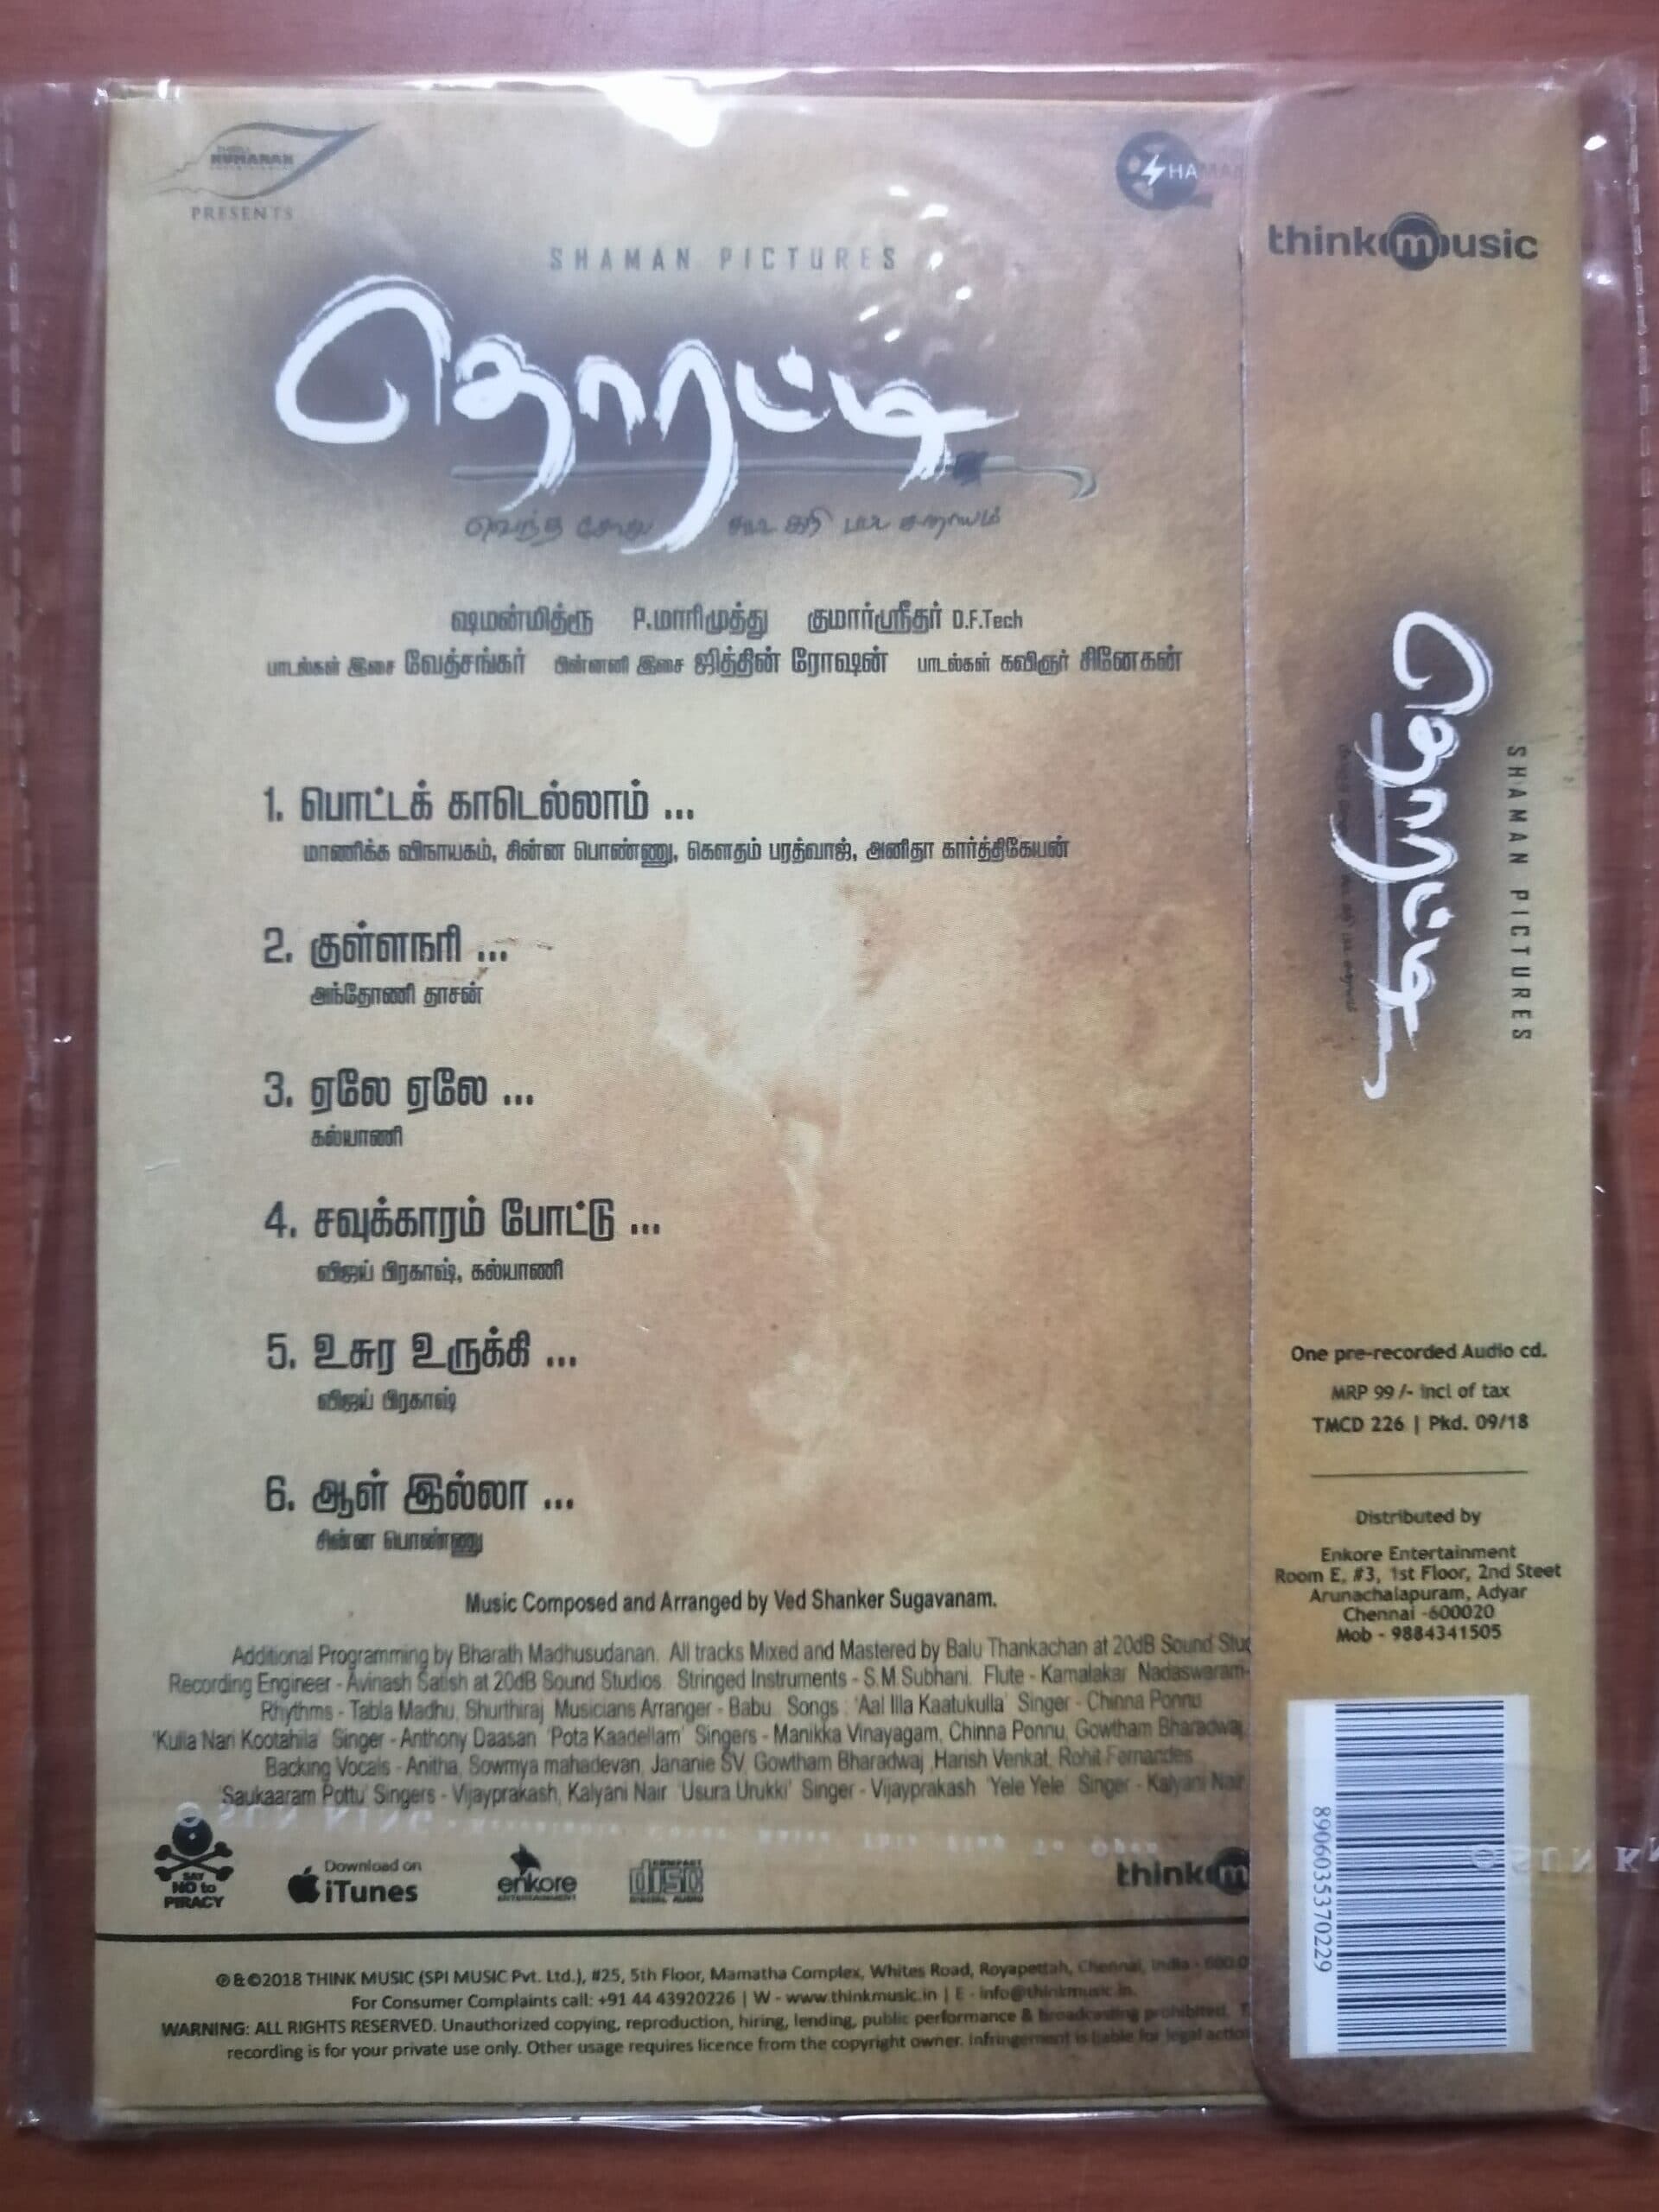 KUMARAN
PRESENTS
SHAMAN
SHAMAN PICTURES
தொரட்டி
ஷமன்மித்ரூ P.மாரிமுத்து குமார்ஸ்ரீதர் D.F.Tech
பாடல்கள் இசை வேத்சங்கர் பின்னனி இசை ஜித்தின் ரோஷன் பாடல்கள் கவிஞர் சினேகன்
1. பொட்டக் காடெல்லாம் ...
மாணிக்க விநாயகம், சின்ன பொண்ணு, கௌதம் பரத்வாஜ், அனிதா கார்த்திகேயன்
2. குள்ளநரி ...
அந்தோணி தாசன்
3. ஏலே ஏலே ...
கல்யாணி
4. சவுக்காரம் போட்டு ...
விஜய் பிரகாஷ், கல்யாணி
5. உசுர உருக்கி ...
விஜய் பிரகாஷ்
6. ஆள் இல்லா ...
சின்ன பொண்ணு
Music Composed and Arranged by Ved Shanker Sugavanam.
Additional Programming by Bharath Madhusudanan. All tracks Mixed and Mastered by Balu Thankachan at 20dB Sound Stud
Recording Engineer - Avinash Satish at 20dB Sound Studios. Stringed Instruments - S.M.Subhani. Flute - Kamalakar Nadaswaram-
Rhythms - Tabla Madhu, Shurthiraj Musicians Arranger - Babu. Songs : 'Aal Illa Kaatukulla' Singer - Chinna Ponnu
'Kulla Nari Kootahila' Singer - Anthony Daasan 'Pota Kaadellam' Singers - Manikka Vinayagam, Chinna Ponnu, Gowtham Bharadwaj,
Backing Vocals - Anitha, Sowmya mahadevan, Jananie SV, Gowtham Bharadwaj ,Harish Venkat, Rohit Fernandes
'Saukaaram Pottu' Singers - Vijayprakash, Kalyani Nair 'Usura Urukki' Singer - Vijayprakash 'Yele Yele' Singer - Kalyani Nair
SAY
NO to
PIRACY
Download on
iTunes
enkore
ENTERTAINMENT
COMPACT
disc
DIGITAL AUDIO
think m
℗&©2018 THINK MUSIC (SPI MUSIC Pvt. Ltd.), #25, 5th Floor, Mamatha Complex, Whites Road, Royapettah, Chennai, India - 600 0
For Consumer Complaints call: +91 44 43920226 | W - www.thinkmusic.in | E - info@thinkmusic.in.
WARNING: ALL RIGHTS RESERVED. Unauthorized copying, reproduction, hiring, lending, public performance & broadcasting prohibited. T
recording is for your private use only. Other usage requires licence from the copyright owner. Infringement is liable for legal actio
thinkmusic
தொரட்டி
SHAMAN PICTURES
One pre-recorded Audio cd.
MRP 99 /- incl of tax
TMCD 226 | Pkd. 09/18
Distributed by
Enkore Entertainment
Room E, #3, 1st Floor, 2nd Steet
Arunachalapuram, Adyar
Chennai -600020
Mob - 9884341505
8906035370229
SUN KING